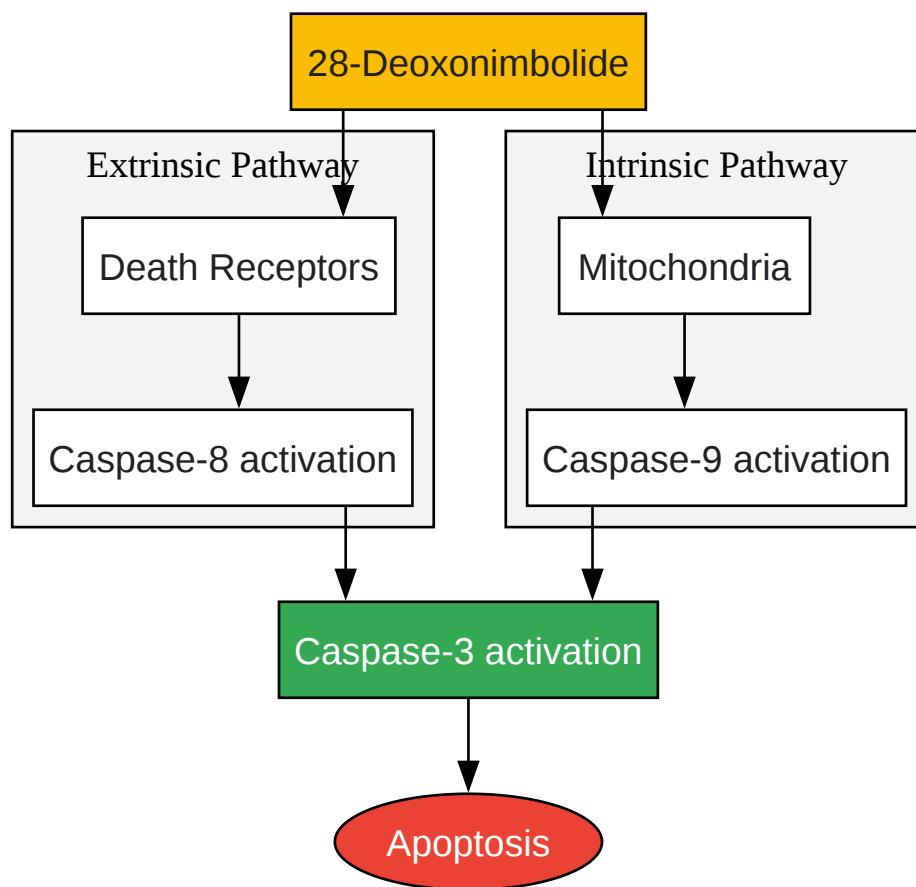 28-Deoxonimbolide
Extrinsic Pathway
Intrinsic Pathway
Death Receptors
Mitochondria
Caspase-8 activation
Caspase-9 activation
Caspase-3 activation
Apoptosis